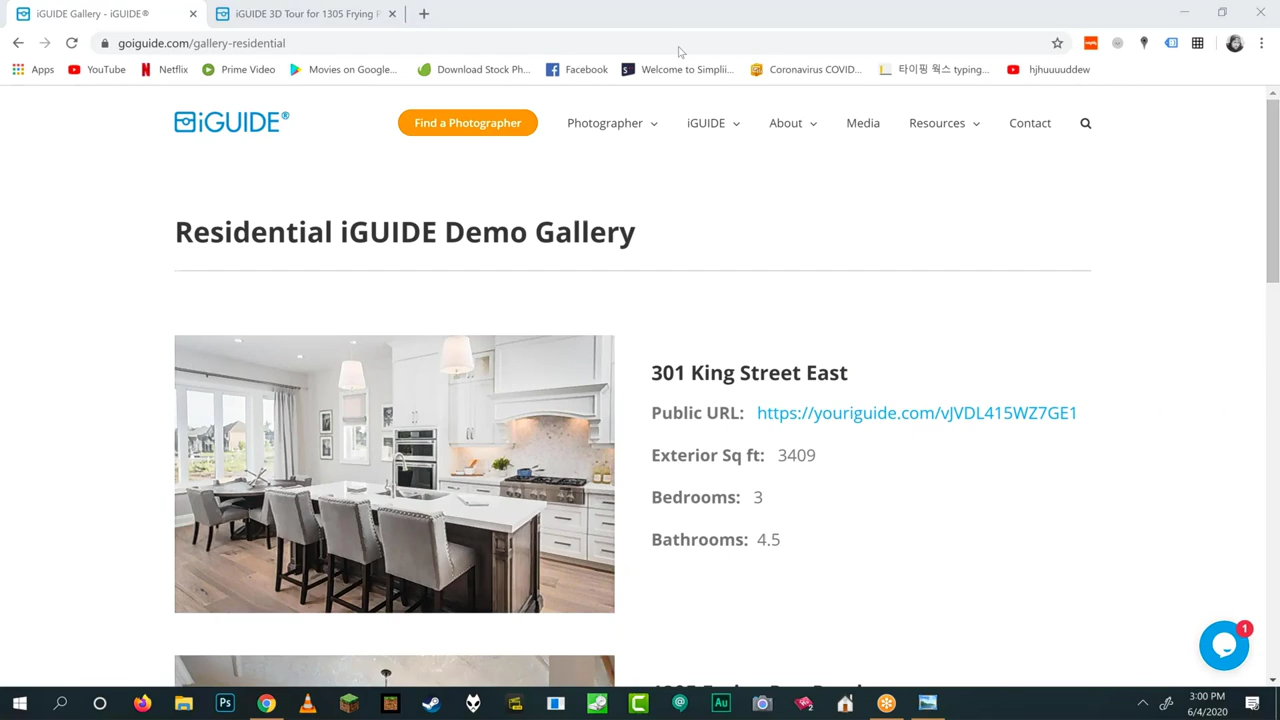 iGUIDE Gallery - iGUIDE®
iGUIDE 3D Tour for 1305 Frying P
goiguide.com/gallery-residential
Apps
YouTube
Netflix
Prime Video
Movies on Google...
Download Stock Ph...
Facebook
Welcome to Simplii...
Coronavirus COVID...
타이핑 웍스 typing...
hjhuuuuddew
iGUIDE®
Find a Photographer
Photographer
iGUIDE
About
Media
Resources
Contact
Residential iGUIDE Demo Gallery
301 King Street East
Public URL: https://youriguide.com/vJVDL415WZ7GE1
Exterior Sq ft: 3409
Bedrooms: 3
Bathrooms: 4.5
1
Ps
Au
3:00 PM
6/4/2020